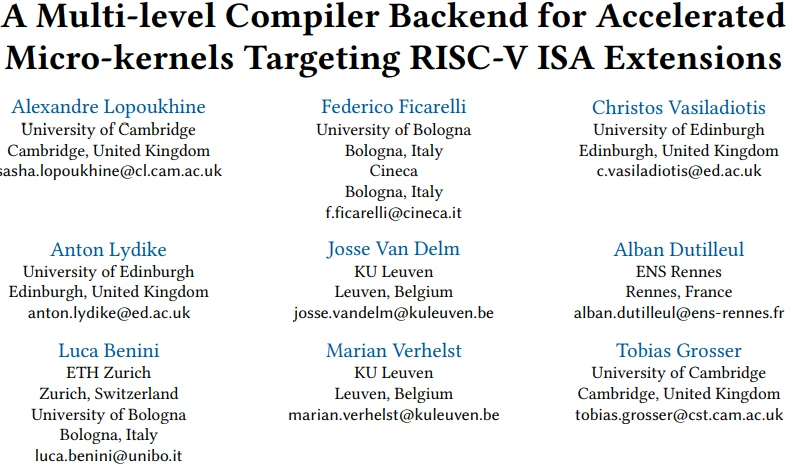 A Multi-level Compiler Backend for Accelerated
Micro-kernels Targeting RISC-V ISA Extensions
Alexandre Lopoukhine
University of Cambridge
Cambridge, United Kingdom
sasha.lopoukhine@cl.cam.ac.uk
Federico Ficarelli
University of Bologna
Bologna, Italy
Cineca
Bologna, Italy
f.ficarelli@cineca.it
Christos Vasiladiotis
University of Edinburgh
Edinburgh, United Kingdom
c.vasiladiotis@ed.ac.uk
Anton Lydike
University of Edinburgh
Edinburgh, United Kingdom
anton.lydike@ed.ac.uk
Josse Van Delm
KU Leuven
Leuven, Belgium
josse.vandelm@kuleuven.be
Alban Dutilleul
ENS Rennes
Rennes, France
alban.dutilleul@ens-rennes.fr
Luca Benini
ETH Zurich
Zurich, Switzerland
University of Bologna
Bologna, Italy
luca.benini@unibo.it
Marian Verhelst
KU Leuven
Leuven, Belgium
marian.verhelst@kuleuven.be
Tobias Grosser
University of Cambridge
Cambridge, United Kingdom
tobias.grosser@cst.cam.ac.uk